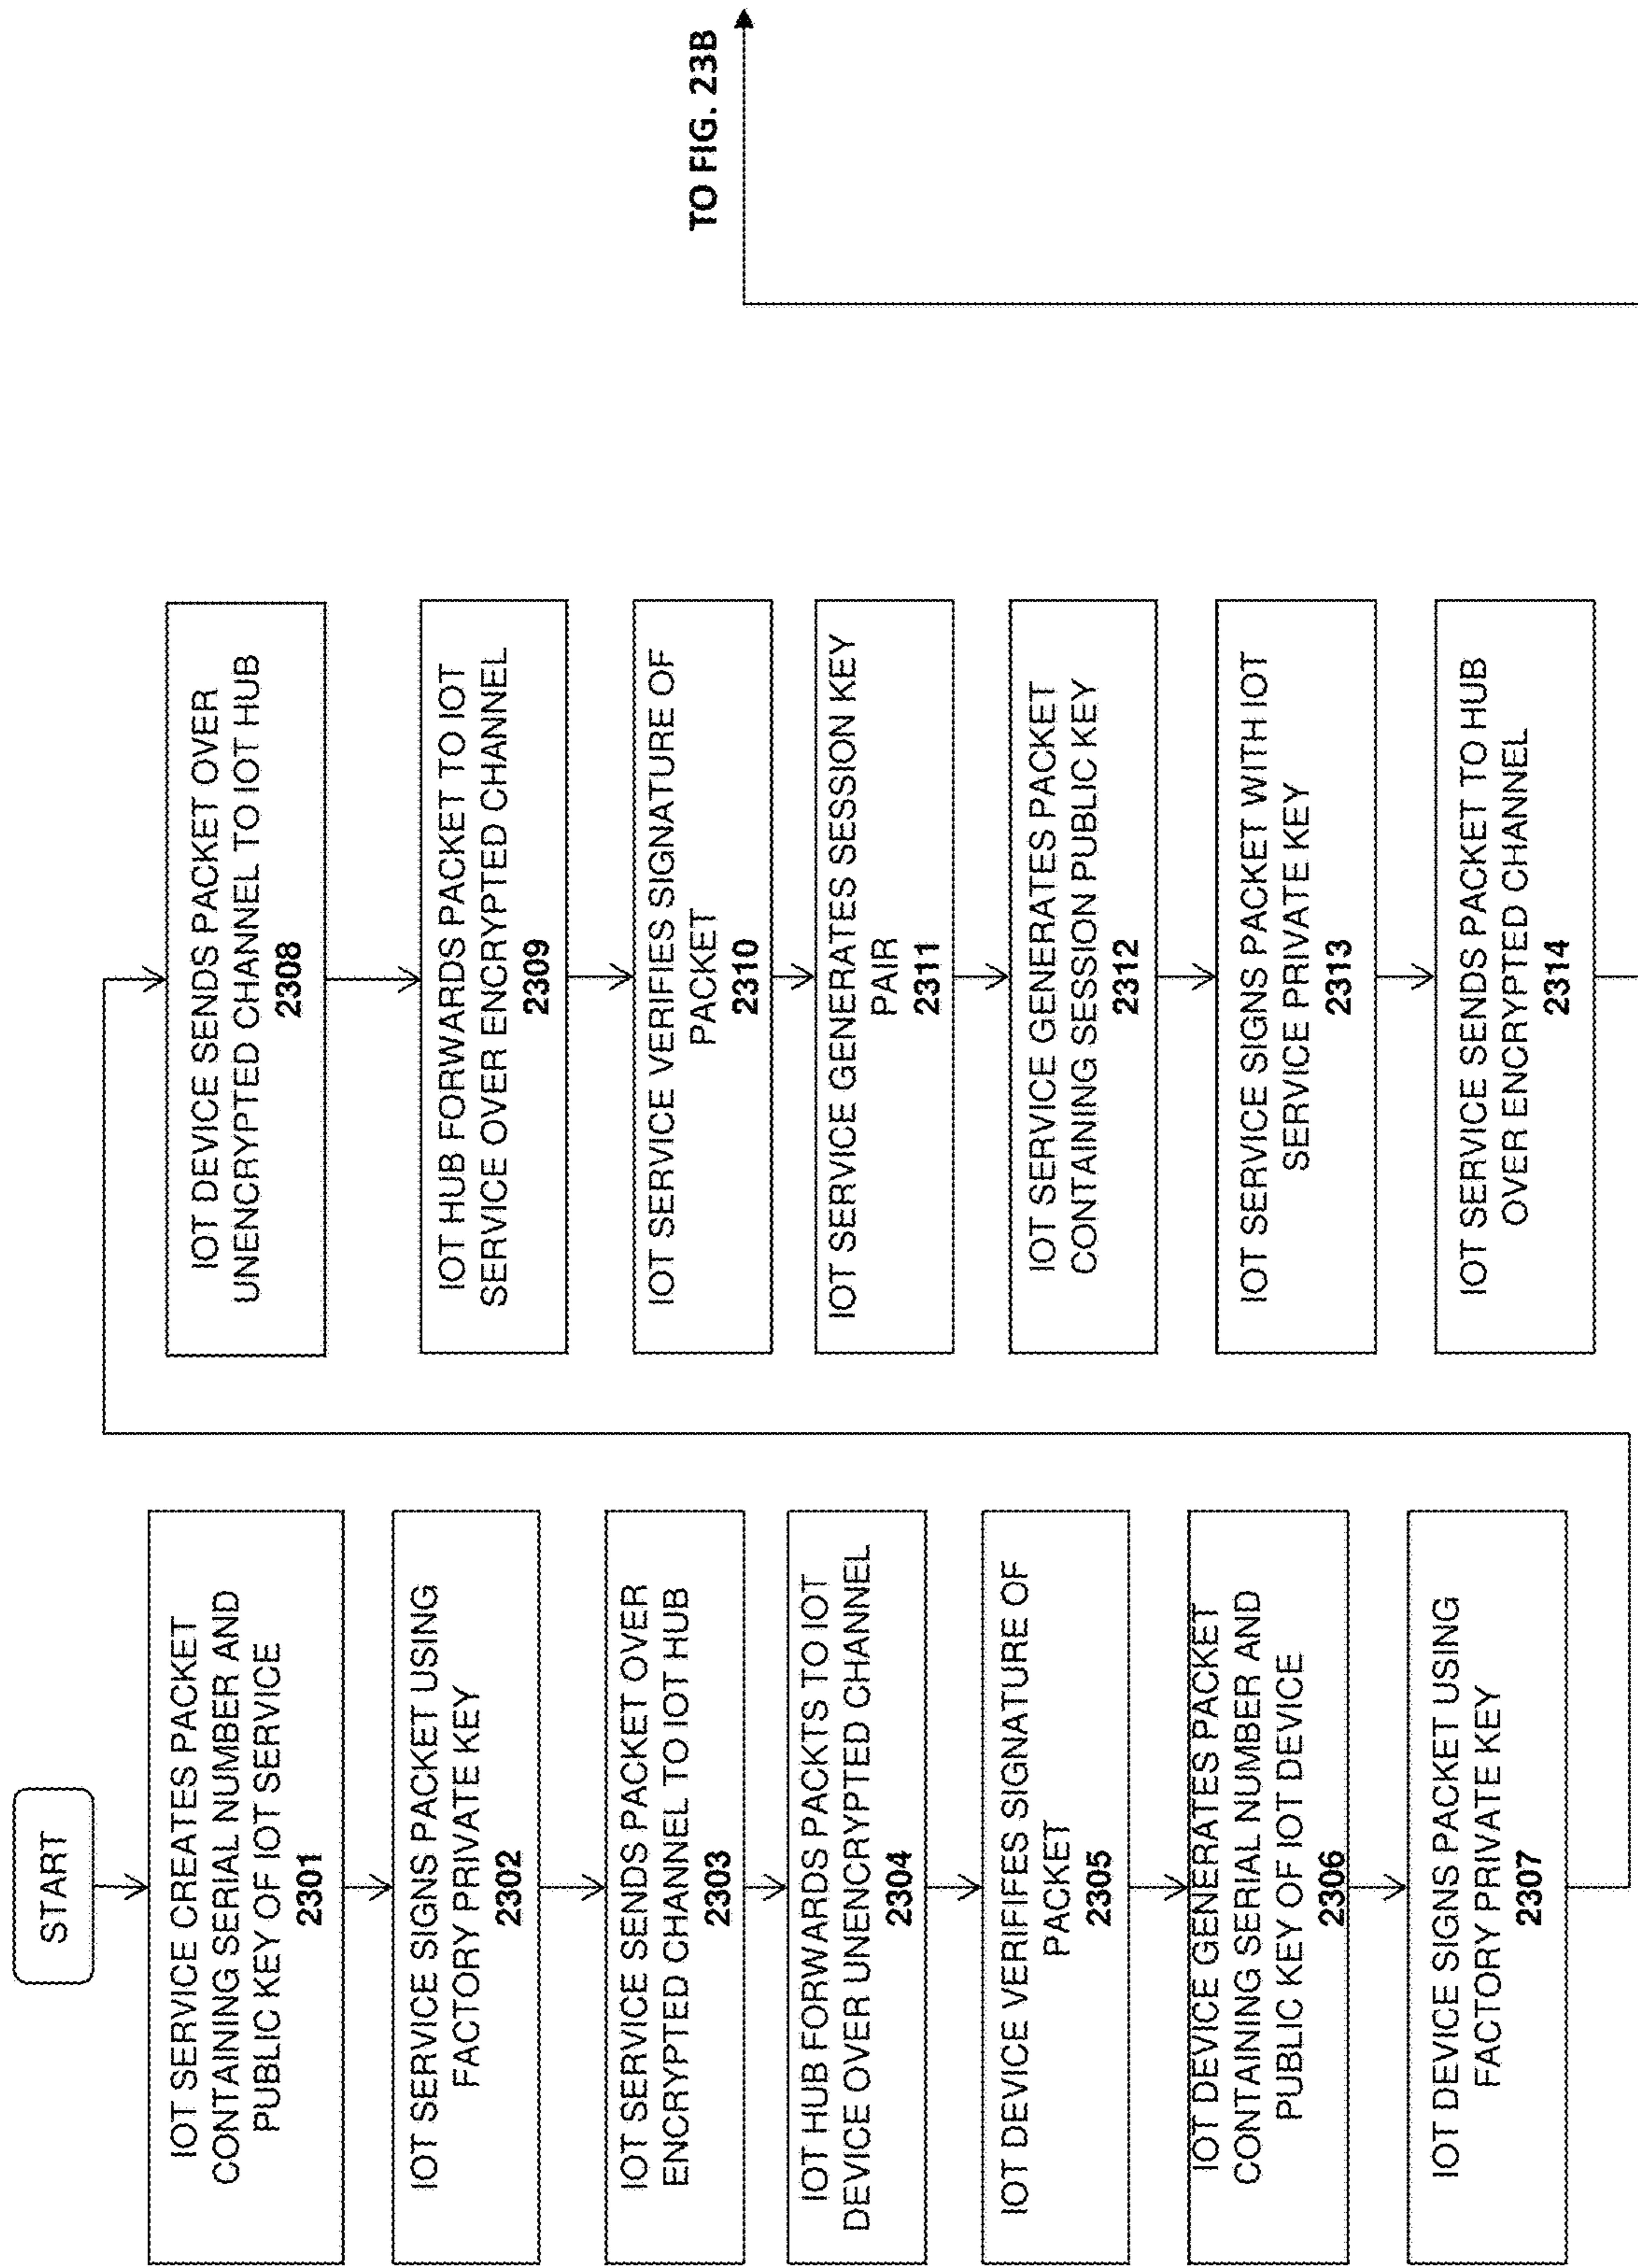 START
IOT SERVICE CREATES PACKET
CONTAINING SERIAL NUMBER AND
PUBLIC KEY OF IOT SERVICE
2301
IOT SERVICE SIGNS PACKET USING
FACTORY PRIVATE KEY
2302
IOT SERVICE SENDS PACKET OVER
ENCRYPTED CHANNEL TO IOT HUB
2303
IOT HUB FORWARDS PACKTS TO IOT
DEVICE OVER UNENCRYPTED CHANNEL
2304
IOT DEVICE VERIFIFES SIGNATURE OF
PACKET
2305
IOT DEVICE GENERATES PACKET
CONTAINING SERIAL NUMBER AND
PUBLIC KEY OF IOT DEVICE
2306
IOT DEVICE SIGNS PACKET USING
FACTORY PRIVATE KEY
2307
IOT DEVICE SENDS PACKET OVER
UNENCRYPTED CHANNEL TO IOT HUB
2308
IOT HUB FORWARDS PACKET TO IOT
SERVICE OVER ENCRYPTED CHANNEL
2309
IOT SERVICE VERIFIES SIGNATURE OF
PACKET
2310
IOT SERVICE GENERATES SESSION KEY
PAIR
2311
IOT SERVICE GENERATES PACKET
CONTAINING SESSION PUBLIC KEY
2312
IOT SERVICE SIGNS PACKET WITH IOT
SERVICE PRIVATE KEY
2313
IOT SERVICE SENDS PACKET TO HUB
OVER ENCRYPTED CHANNEL
2314
TO FIG. 23B